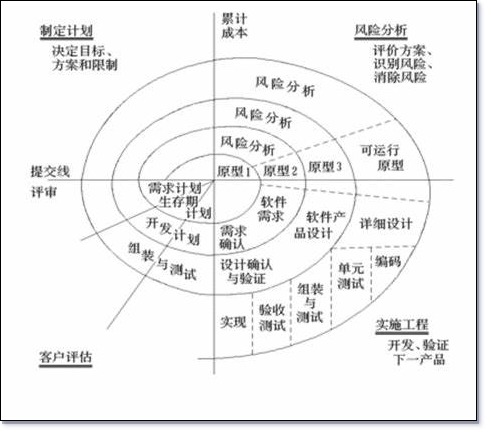 制定计划
决定目标、
方案和限制
累计
成本
风险分析
评价方案、
识别风险、
消除风险
风险分析
风险分析
风险分析
原型1
原型2
原型3
可运行
原型
提交线
评审
需求计划
生存期
计划
开发计划
组装与测试
软件
需求
需求
确认
软件产
品设计
详细设计
设计确认
与验证
实现
验收
测试
组装
与
测试
单元
测试
编码
客户评估
实施工程
开发、验证
下一产品